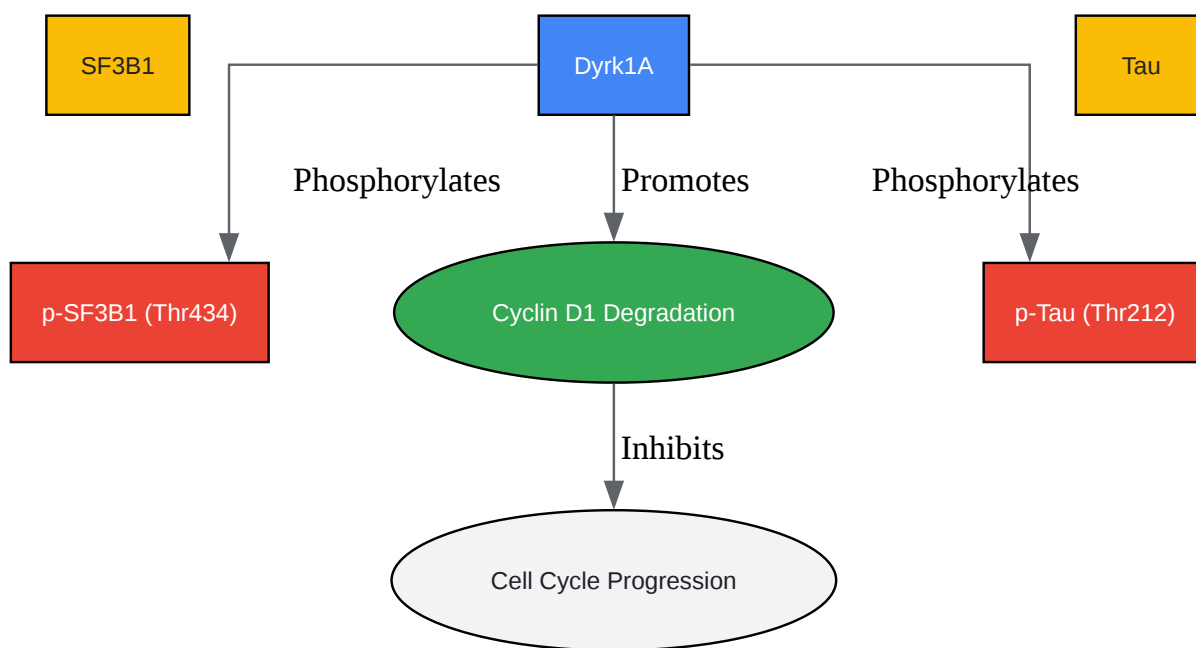 SF3B1
Dyrk1A
Tau
Phosphorylates
Promotes
Phosphorylates
p-SF3B1 (Thr434)
Cyclin D1 Degradation
p-Tau (Thr212)
Inhibits
Cell Cycle Progression